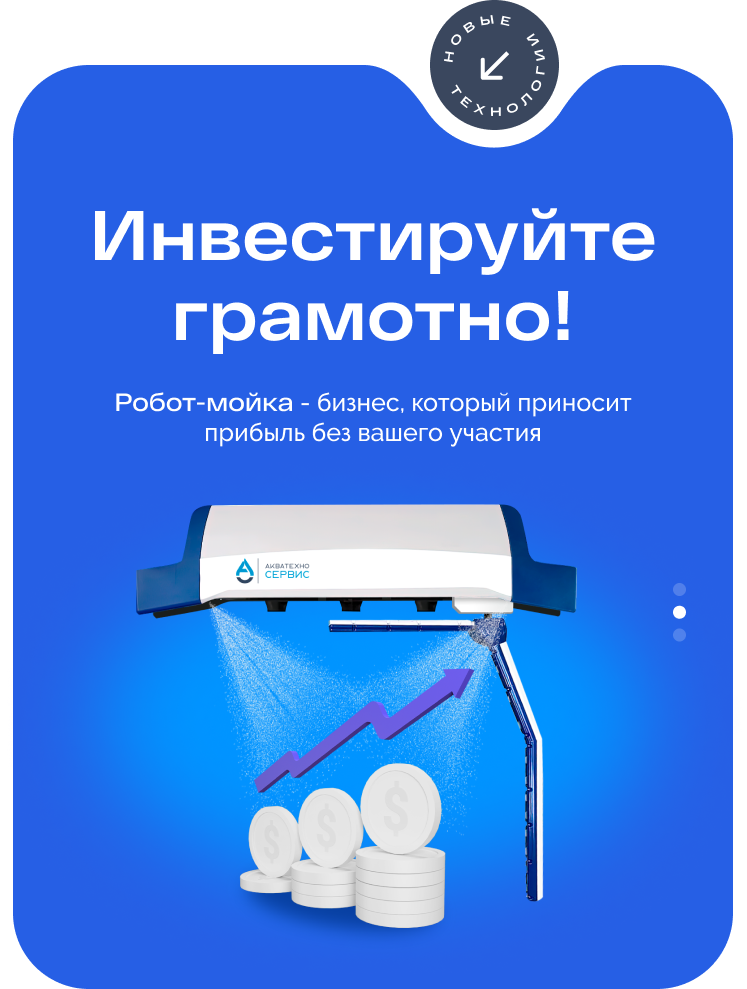 НОВЫЕ
ТЕХНОЛОГИИ
Инвестируйте
грамотно!
Робот-мойка - бизнес, который приносит
прибыль без вашего участия
АКВАТЕХНО
СЕРВИС
$ $ $